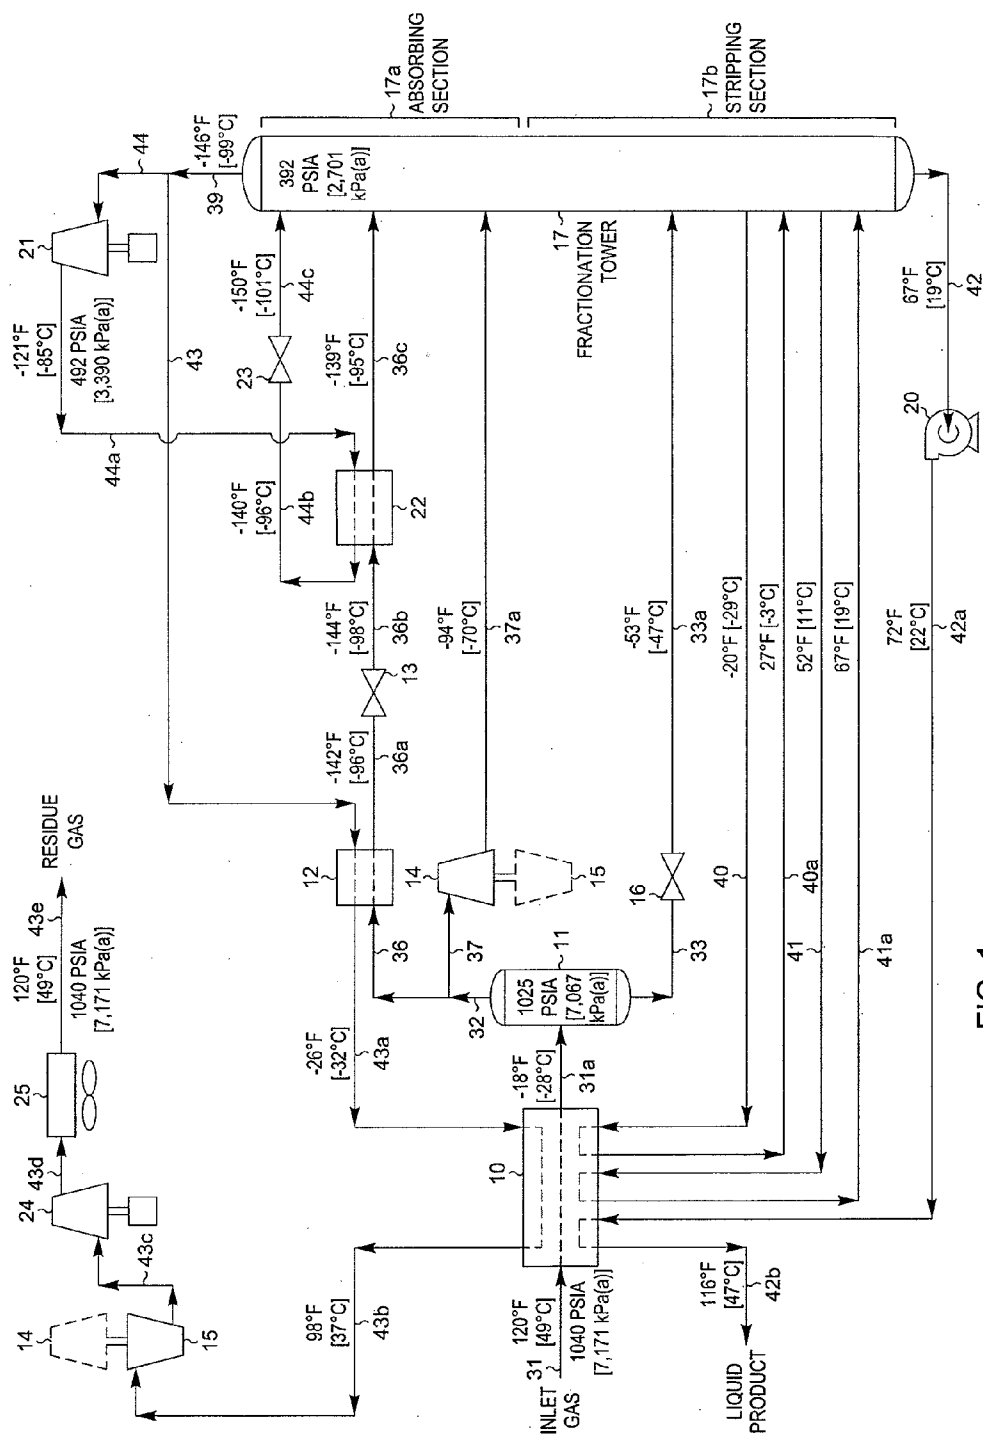 14
15
43c
24
43d
25
120°F
[49°C]
43e
1040 PSIA
[7,171 kPa(a)]
RESIDUE
GAS
-121°F
[-85°C]
492 PSIA
[3,390 kPa(a)]
21
44
43
44a
39
-146°F
[-99°C]
98°F
[37°C]
43b
-26°F
[-32°C]
43a
12
-142°F
[-96°C]
36a
13
-144°F
[-98°C]
36b
-140°F
[-96°C]
44b
22
23
-150°F
[-101°C]
44c
-139°F
[-95°C]
36c
392
PSIA
[2,701
kPa(a)]
17a
ABSORBING
SECTION
36
37
14
15
-94°F
[-70°C]
37a
32
1025
PSIA
[7,067
kPa(a)]
11
INLET
GAS
31
120°F
[49°C]
1040 PSIA
[7,171 kPa(a)]
10
-18°F
[-28°C]
31a
33
16
-53°F
[-47°C]
33a
17
FRACTIONATION
TOWER
17b
STRIPPING
SECTION
40
-20°F [-29°C]
40a
27°F [-3°C]
41
52°F [11°C]
41a
67°F [19°C]
LIQUID
PRODUCT
116°F
[47°C]
42b
72°F
[22°C]
42a
20
67°F
[19°C]
42
FIG. 1